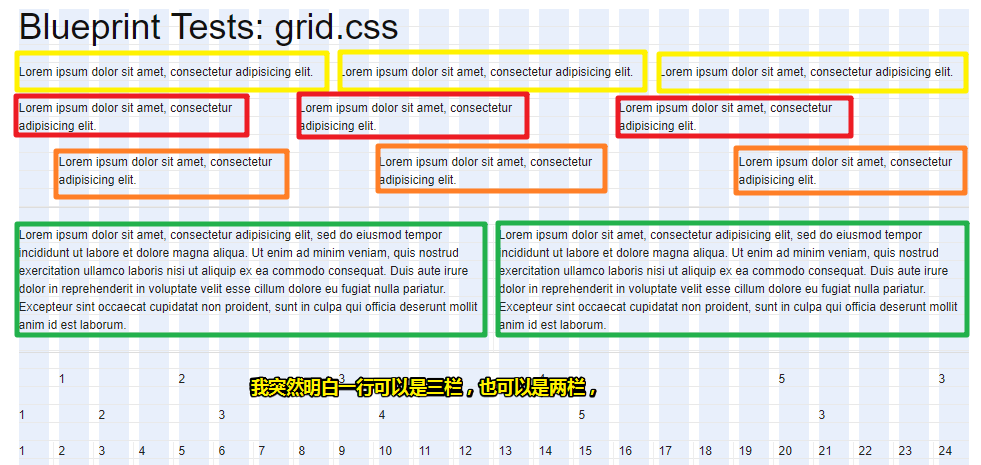 Blueprint Tests: grid.css
Lorem ipsum dolor sit amet, consectetur adipisicing elit.
Lorem ipsum dolor sit amet, consectetur adipisicing elit.
Lorem ipsum dolor sit amet, consectetur adipisicing elit.
Lorem ipsum dolor sit amet, consectetur
adipisicing elit.
Lorem ipsum dolor sit amet, consectetur
adipisicing elit.
Lorem ipsum dolor sit amet, consectetur
adipisicing elit.
Lorem ipsum dolor sit amet, consectetur
adipisicing elit.
Lorem ipsum dolor sit amet, consectetur
adipisicing elit.
Lorem ipsum dolor sit amet, consectetur
adipisicing elit.
Lorem ipsum dolor sit amet, consectetur adipisicing elit, sed do eiusmod tempor
incididunt ut labore et dolore magna aliqua. Ut enim ad minim veniam, quis nostrud
exercitation ullamco laboris nisi ut aliquip ex ea commodo consequat. Duis aute irure
dolor in reprehenderit in voluptate velit esse cillum dolore eu fugiat nulla pariatur.
Excepteur sint occaecat cupidatat non proident, sunt in culpa qui officia deserunt mollit
anim id est laborum.
Lorem ipsum dolor sit amet, consectetur adipisicing elit, sed do eiusmod tempor
incididunt ut labore et dolore magna aliqua. Ut enim ad minim veniam, quis nostrud
exercitation ullamco laboris nisi ut aliquip ex ea commodo consequat. Duis aute irure
dolor in reprehenderit in voluptate velit esse cillum dolore eu fugiat nulla pariatur.
Excepteur sint occaecat cupidatat non proident, sunt in culpa qui officia deserunt mollit
anim id est laborum.
1 2 3 5 3
我突然明白一行可以是三栏，也可以是两栏，
1 2 3 4 5 3
1 2 3 4 5 6 7 8 9 10 11 12 13 14 15 16 17 18 19 20 21 22 23 24